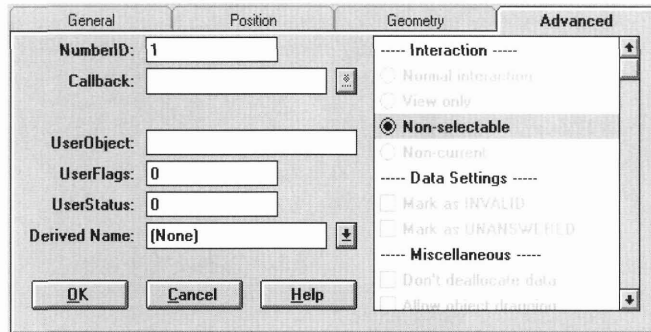 General Position Geometry Advanced
NumberID: 1
Callback:
UserObject:
UserFlags: 0
UserStatus: 0
Derived Name: (None)
OK Cancel Help
----- Interaction -----
Normal interaction
View only
Non-selectable
Non-current
----- Data Settings -----
Mark as INVALID
Mark as UNANSWERED
----- Miscellaneous -----
Don't deallocate data
Allow object dragging